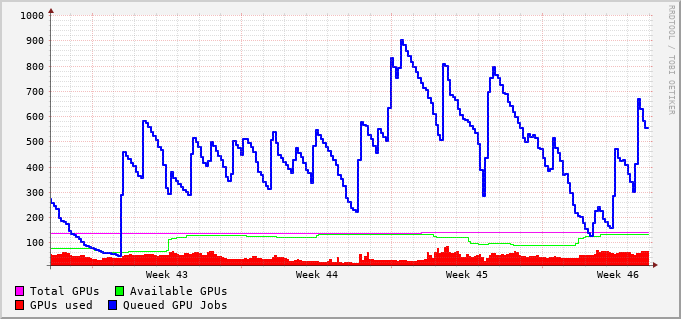 1000
900
800
700
600
500
400
300
200
100
Week 43 Week 44 Week 45 Week 46
Total GPUs Available GPUs
GPUs used Queued GPU Jobs
RRDTOOL / TOBI OETIKER